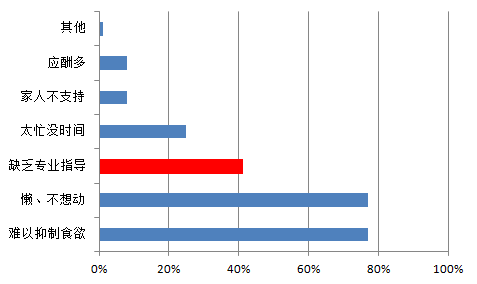 其他
应酬多
家人不支持
太忙没时间
缺乏专业指导
懒、不想动
难以抑制食欲
0% 20% 40% 60% 80% 100%